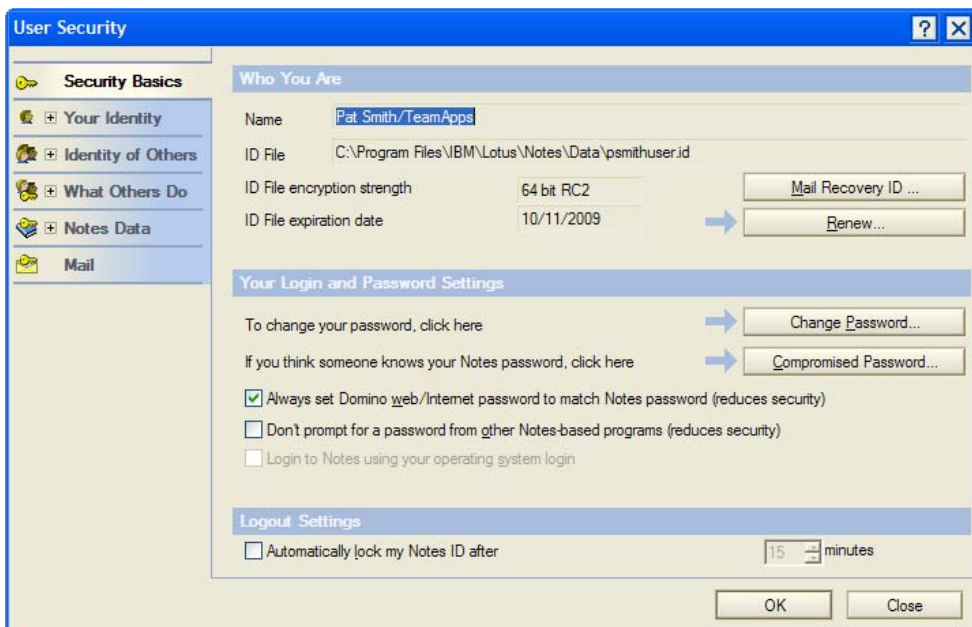 User Security
Security Basics
Your Identity
Identity of Others
What Others Do
Notes Data
Mail
Who You Are
Name Pat Smith/TeamApps
ID File C:\Program Files\IBM\Lotus\Notes\Data\psmithuser.id
ID File encryption strength 64 bit RC2 Mail Recovery ID ...
ID File expiration date 10/11/2009 Renew...
Your Login and Password Settings
To change your password, click here Change Password...
If you think someone knows your Notes password, click here Compromised Password...
Always set Domino web/Internet password to match Notes password (reduces security)
Don't prompt for a password from other Notes-based programs (reduces security)
Login to Notes using your operating system login
Logout Settings
Automatically lock my Notes ID after 15 minutes
OK Close